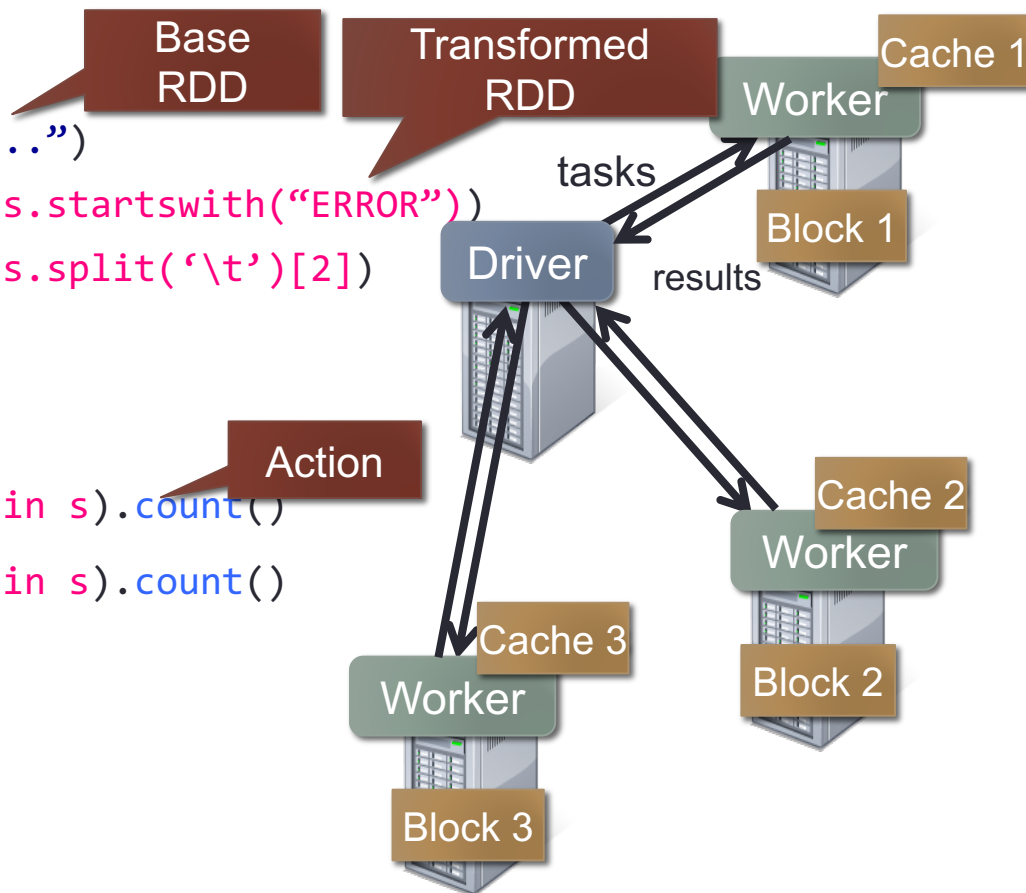 Base
RDD
Transformed
RDD
Cache 1
Worker
..”)
tasks
s.startswith(“ERROR”))
Block 1
s.split(‘\t’)[2])
Driver
results
Action
in s).count()
Cache 2
Worker
in s).count()
Cache 3
Worker
Block 2
Block 3